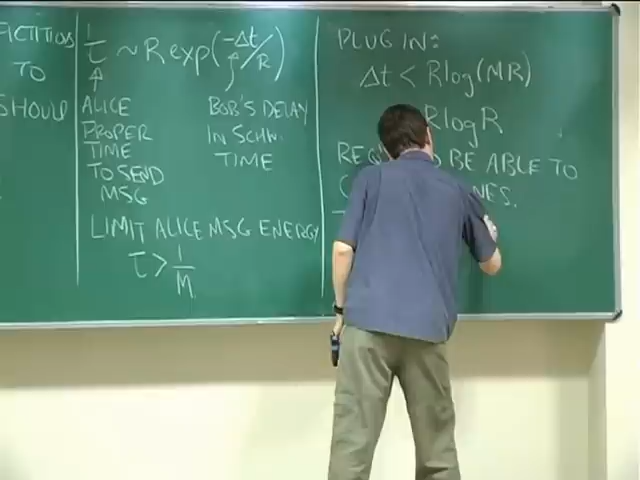 TO
SHOULD
1/τ ~ R exp(-Δt/R)
ALICE
PROPER
TIME
TO SEND
MSG
BOB'S DELAY
IN SCHW.
TIME
LIMIT ALICE MSG ENERGY
τ > 1/M
PLUG IN:
Δt < R log(MR)
R log R
BE ABLE TO